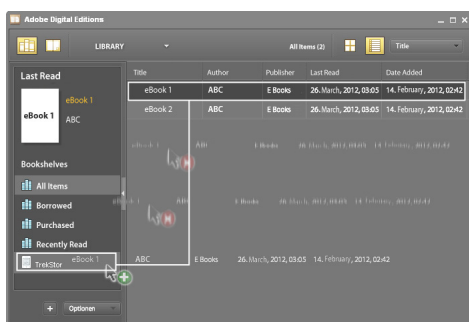 Adobe Digital Editions
LIBRARY
All Items (2)
Title
Last Read
eBook 1
eBook 1
ABC
Bookshelves
All Items
Borrowed
Purchased
Recently Read
TrekStor
Optionen
Title Author Publisher Last Read Date Added
eBook 1 ABC E Books 26. March, 2012, 03:05 14. February, 2012, 02:42
eBook 2 ABC E Books 26. March, 2012, 03:05 14. February, 2012, 02:42
eBook 1 ABC E Books 26. March, 2012, 03:05 14. February, 2012, 02:42